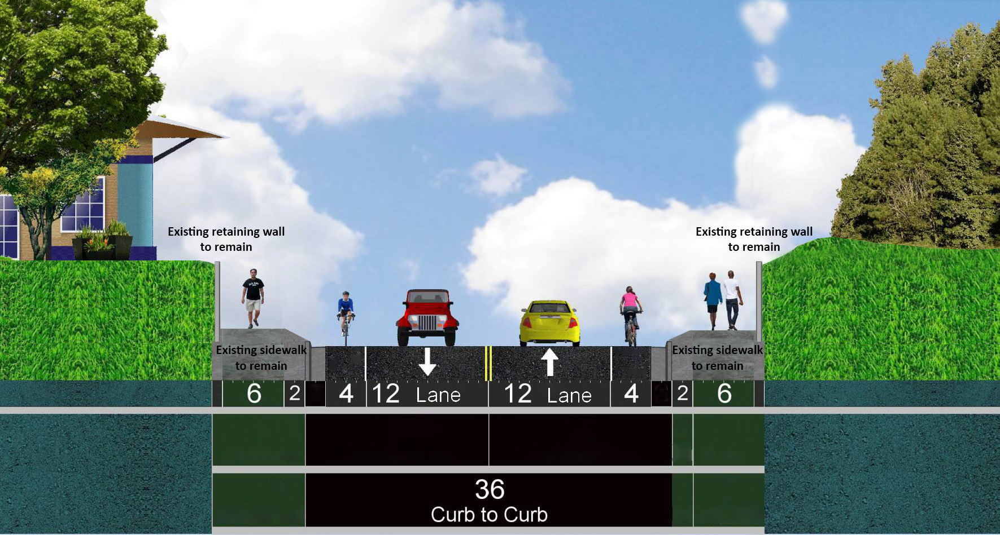 Existing retaining wall
to remain
Existing retaining wall
to remain
Existing sidewalk
to remain
Existing sidewalk
to remain
6 2 4 12 Lane 12 Lane 4 2 6
36
Curb to Curb